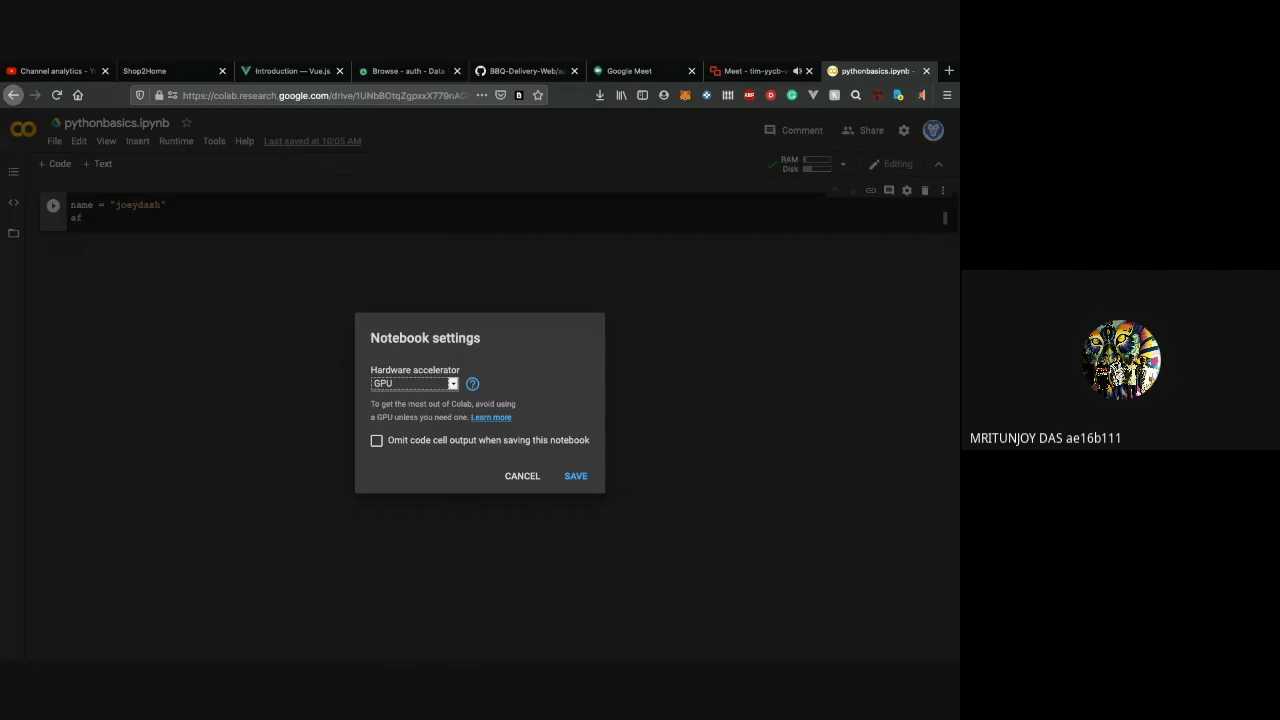 Channel analytics - Y
Shop2Home
Introduction — Vue.js
Browse - auth - Data
BBQ-Delivery-Web/a
Google Meet
Meet - tim-yycb-
pythonbasics.ipynb -
https://colab.research.google.com/drive/1UNbBOtqZgpxxX779nA
pythonbasics.ipynb
Comment
Share
File Edit View Insert Runtime Tools Help Last saved at 10:05 AM
+ Code + Text
RAM
Disk
Editing
name = "joeydash"
af
Notebook settings
Hardware accelerator
GPU
To get the most out of Colab, avoid using
a GPU unless you need one. Learn more
Omit code cell output when saving this notebook
CANCEL SAVE
MRITUNJOY DAS ae16b111